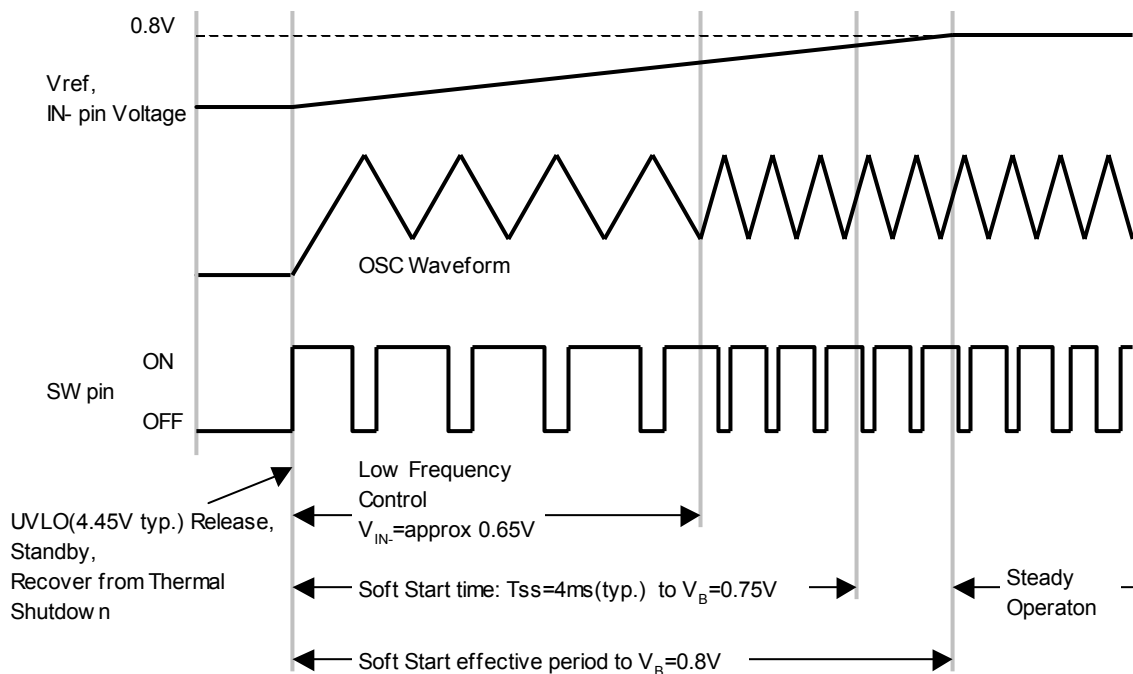 0.8V
Vref,
IN- pin Voltage
OSC Waveform
ON
SW pin
OFF
Low Frequency
Control
V_IN-=approx 0.65V
UVLO(4.45V typ.) Release,
Standby,
Recover from Thermal
Shutdown
Soft Start time: Tss=4ms(typ.) to V_B=0.75V
Steady
Operaton
Soft Start effective period to V_B=0.8V